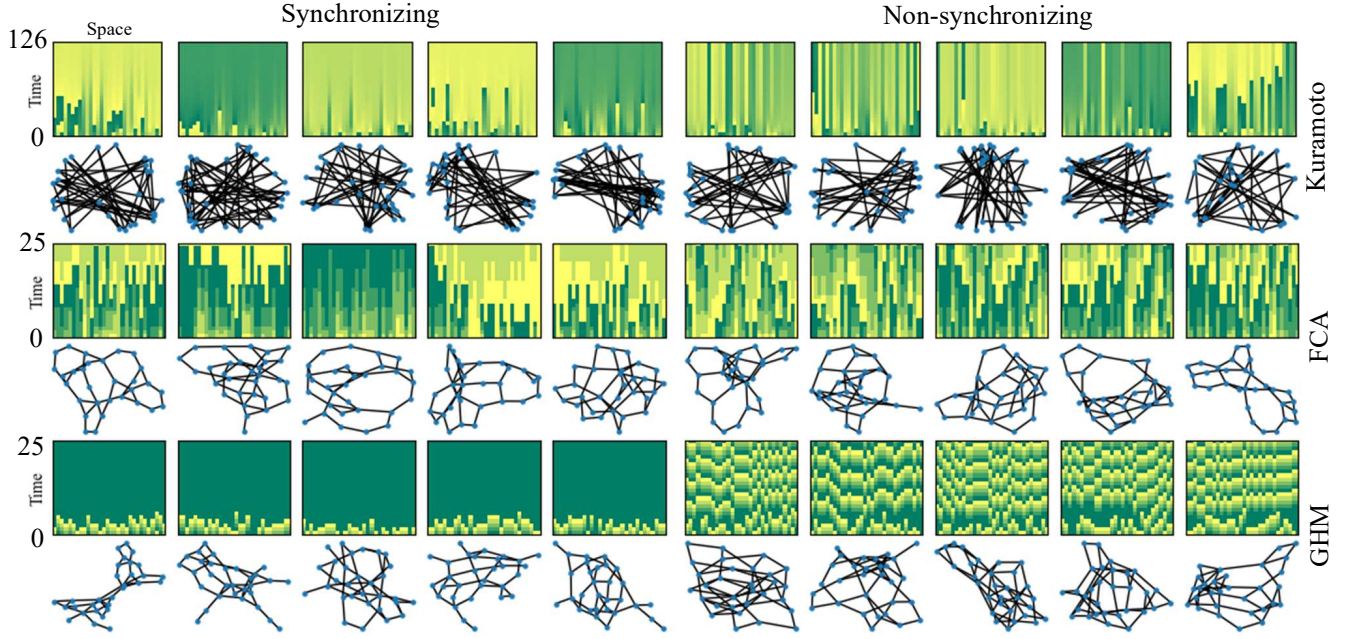 Synchronizing
Non-synchronizing
Space
126
Time
0
Kuramoto
25
Time
0
FCA
25
Time
0
GHM